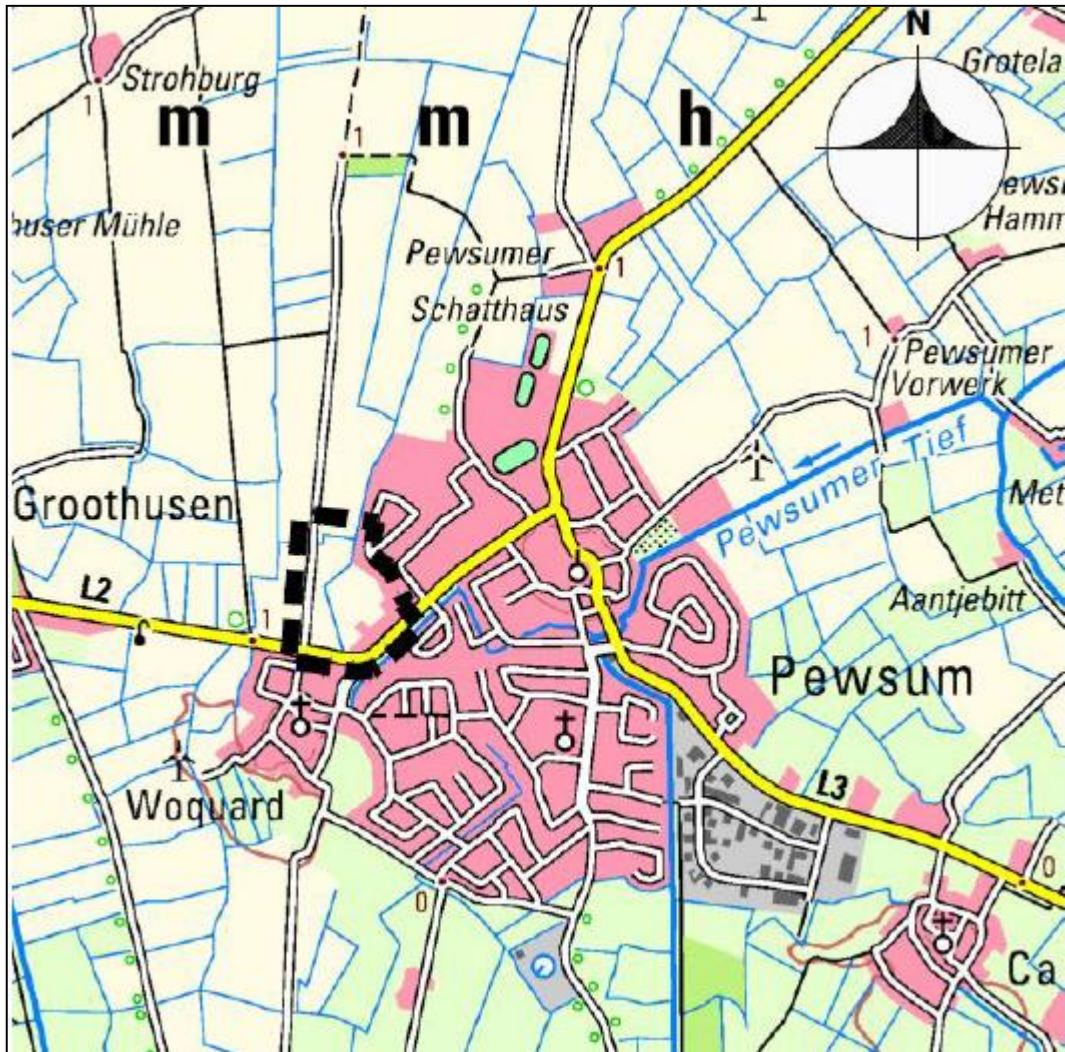 N
Strohburg
Grotela
1
m
m
h
1
huser Mühle
ewsu
Hamm
Pewsumer
Schatthaus
1
1
Pewsumer
Vorwerk
Groothusen
Pewsumer Tief
Met
L2
1
Aantjebitt
Pewsum
Woquard
L3
0
0
Ca